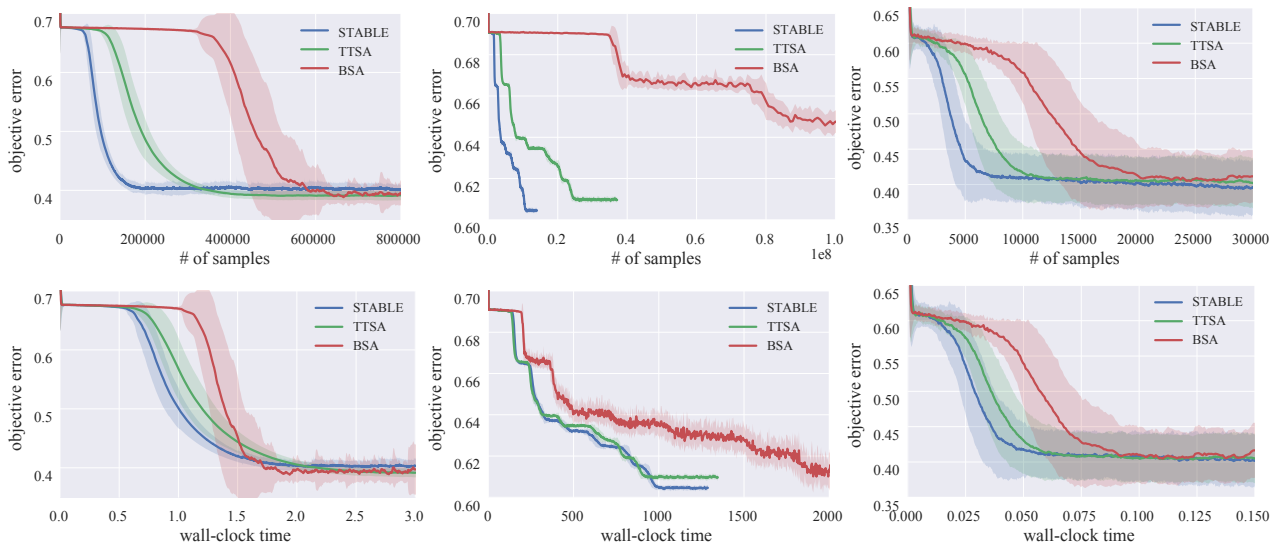 0.7
0.6
0.5
0.4
objective error
STABLE
TTSA
BSA
0 200000 400000 600000 800000
# of samples
0.70
0.68
0.66
0.64
0.62
0.60
objective error
STABLE
TTSA
BSA
0.0 0.2 0.4 0.6 0.8 1.0
1e8
# of samples
0.65
0.60
0.55
0.50
0.45
0.40
0.35
objective error
STABLE
TTSA
BSA
0 5000 10000 15000 20000 25000 30000
# of samples
0.7
0.6
0.5
0.4
objective error
STABLE
TTSA
BSA
0.0 0.5 1.0 1.5 2.0 2.5 3.0
wall-clock time
0.70
0.68
0.66
0.64
0.62
0.60
objective error
STABLE
TTSA
BSA
0 500 1000 1500 2000
wall-clock time
0.65
0.60
0.55
0.50
0.45
0.40
0.35
objective error
STABLE
TTSA
BSA
0.000 0.025 0.050 0.075 0.100 0.125 0.150
wall-clock time